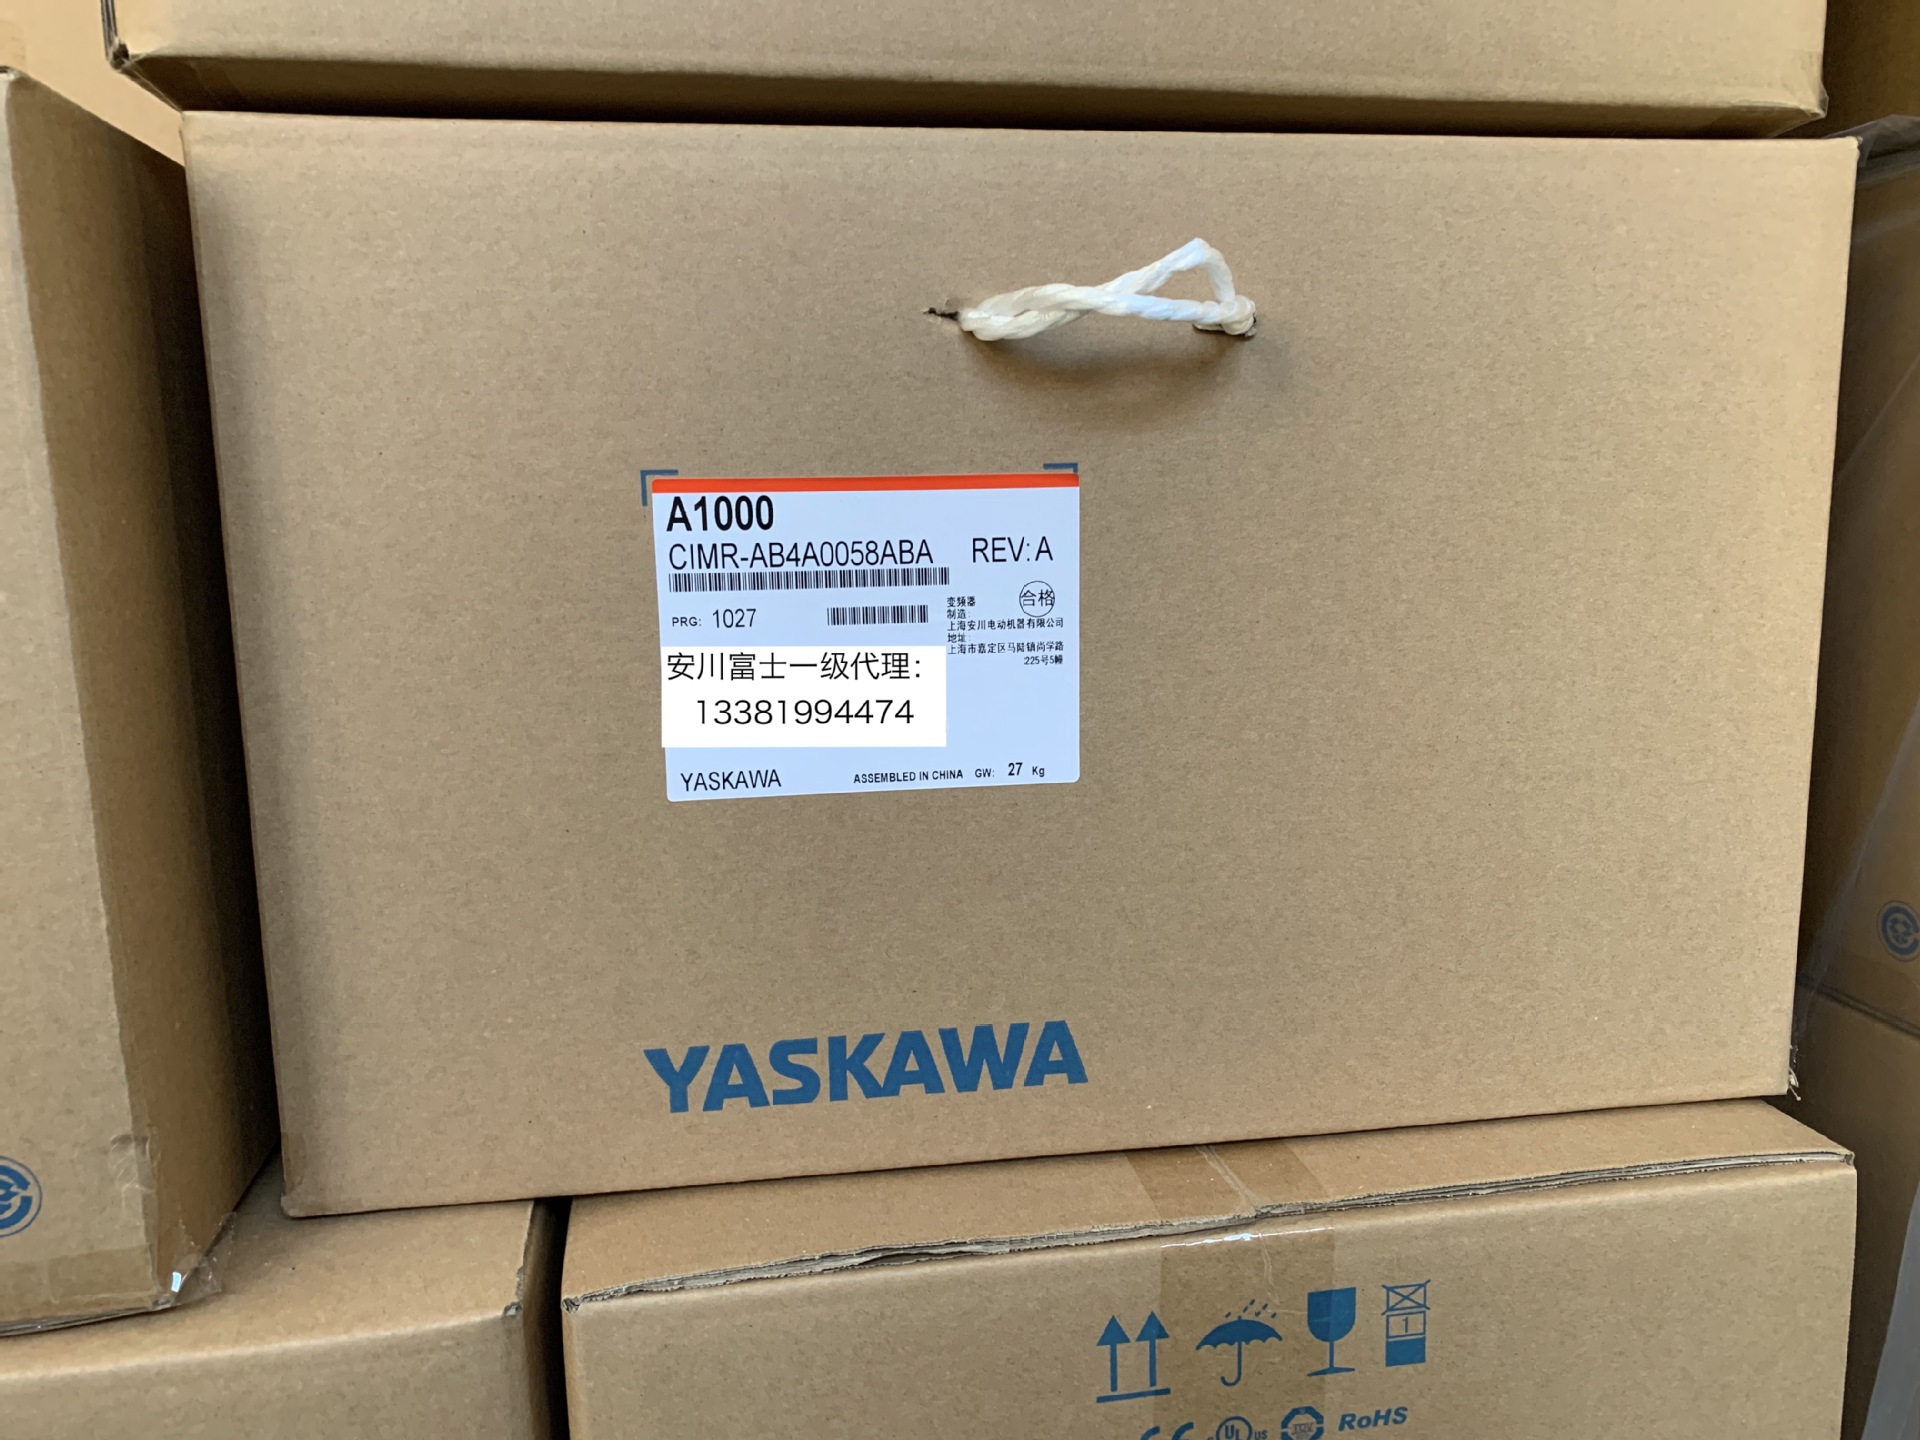 A1000
CIMR-AB4A0058ABA REV: A
PRG: 1027
变频器
合格
制造:
上海安川电动机器有限公司
地址:
上海市嘉定区马陆镇尚学路
225号5幢
安川富士一级代理:
13381994474
YASKAWA ASSEMBLED IN CHINA GW: 27 Kg
YASKAWA
1
UL US
RoHS